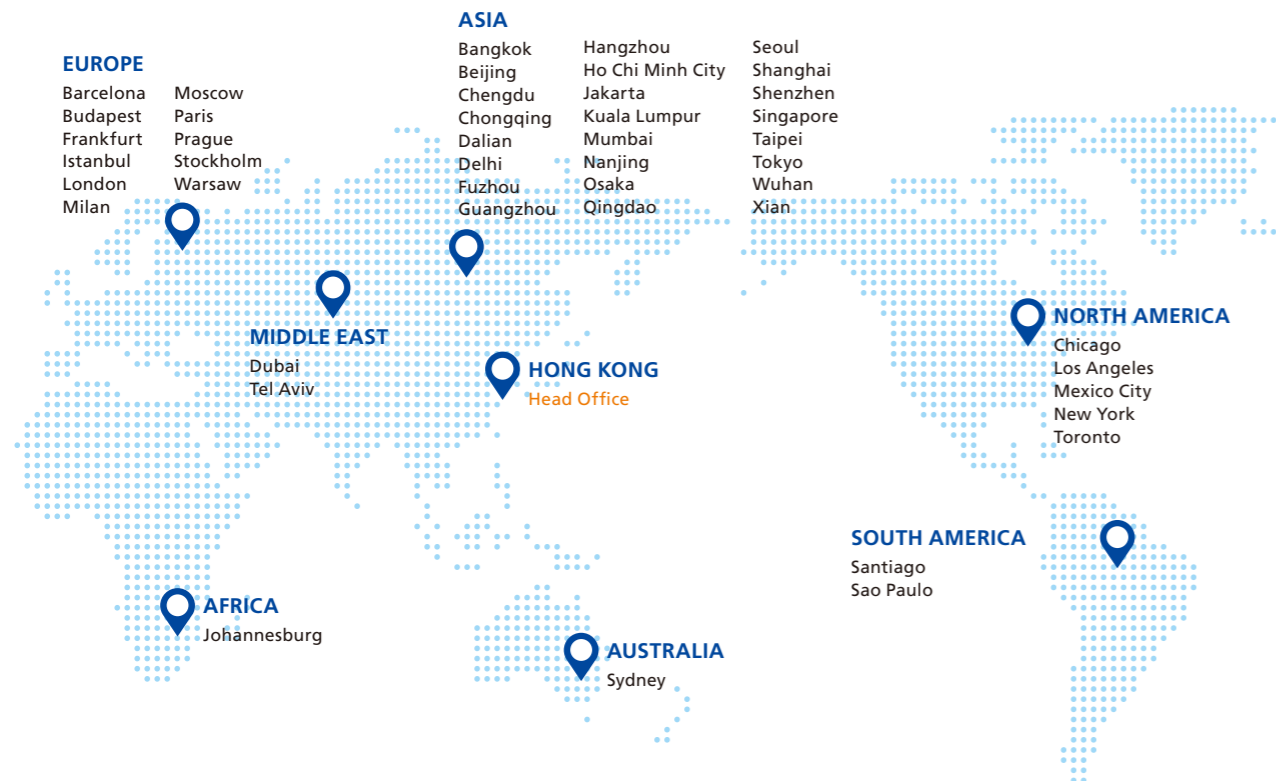 ASIA
Bangkok
Beijing
Chengdu
Chongqing
Dalian
Delhi
Fuzhou
Guangzhou
Hangzhou
Ho Chi Minh City
Jakarta
Kuala Lumpur
Mumbai
Nanjing
Osaka
Qingdao
Seoul
Shanghai
Shenzhen
Singapore
Taipei
Tokyo
Wuhan
Xian
EUROPE
Barcelona
Budapest
Frankfurt
Istanbul
London
Milan
Moscow
Paris
Prague
Stockholm
Warsaw
MIDDLE EAST
Dubai
Tel Aviv
HONG KONG
Head Office
NORTH AMERICA
Chicago
Los Angeles
Mexico City
New York
Toronto
SOUTH AMERICA
Santiago
Sao Paulo
AFRICA
Johannesburg
AUSTRALIA
Sydney